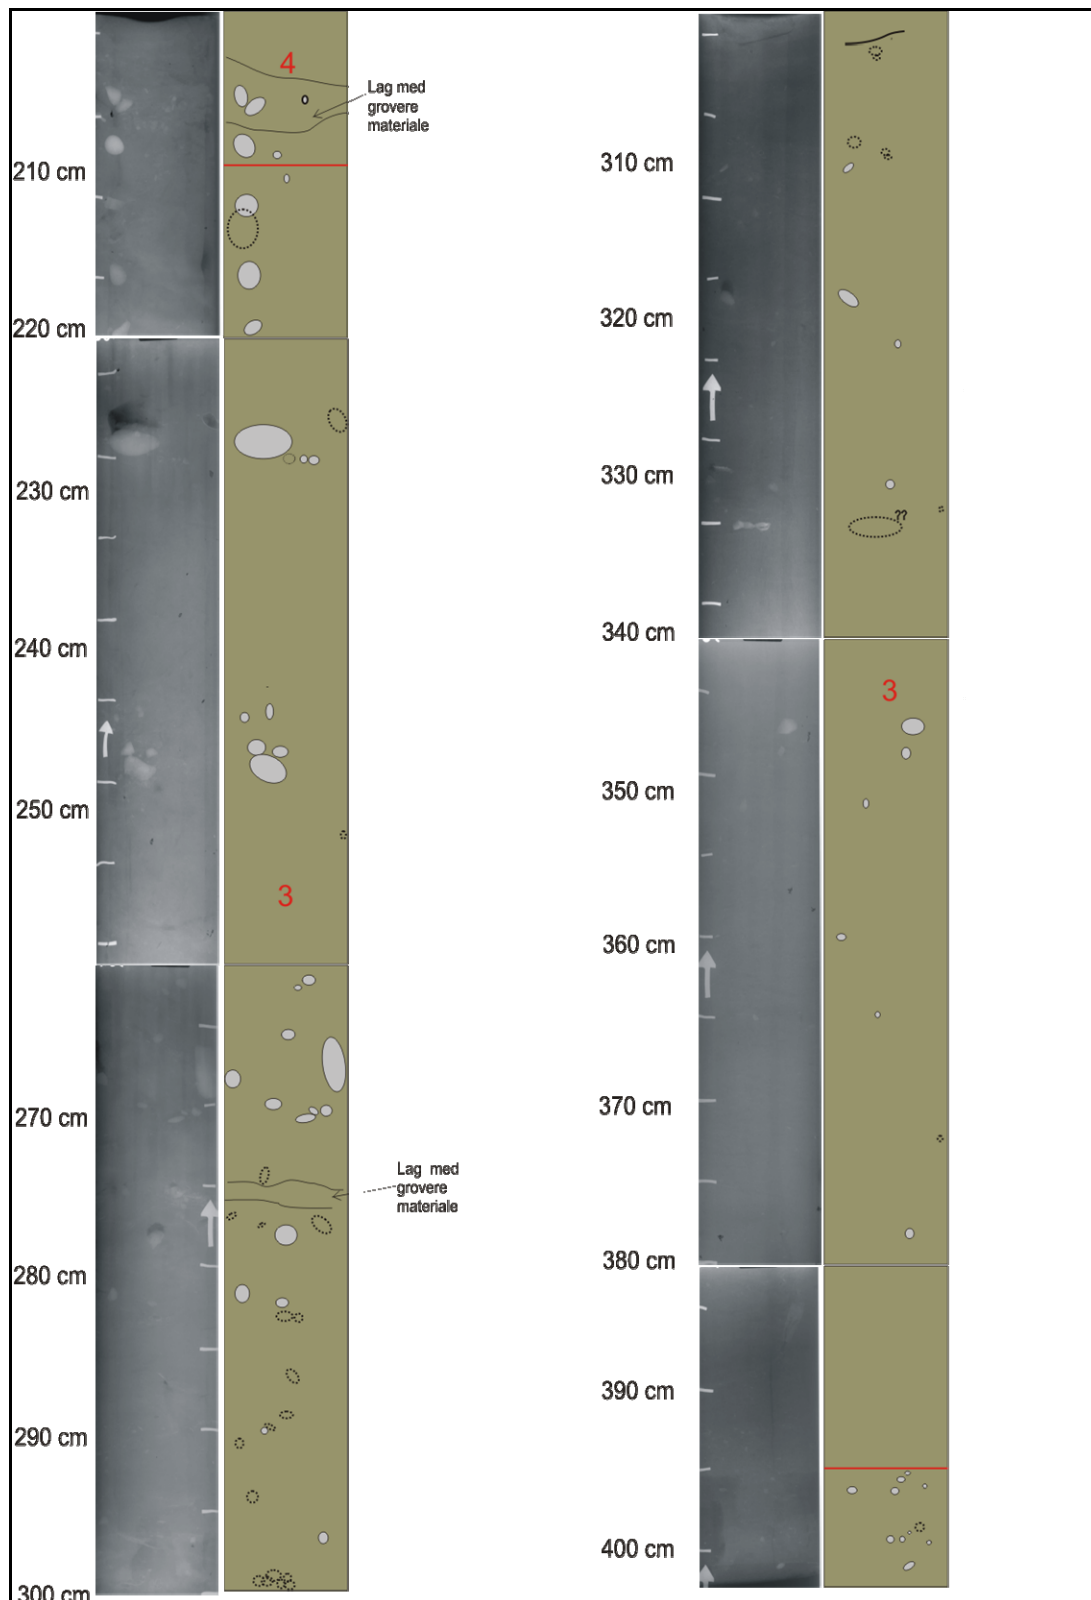 4
Lag med
grovere
materiale
210 cm
220 cm
230 cm
240 cm
250 cm
3
270 cm
Lag med
grovere
materiale
280 cm
290 cm
300 cm
310 cm
320 cm
330 cm
??
340 cm
3
350 cm
360 cm
370 cm
380 cm
390 cm
400 cm